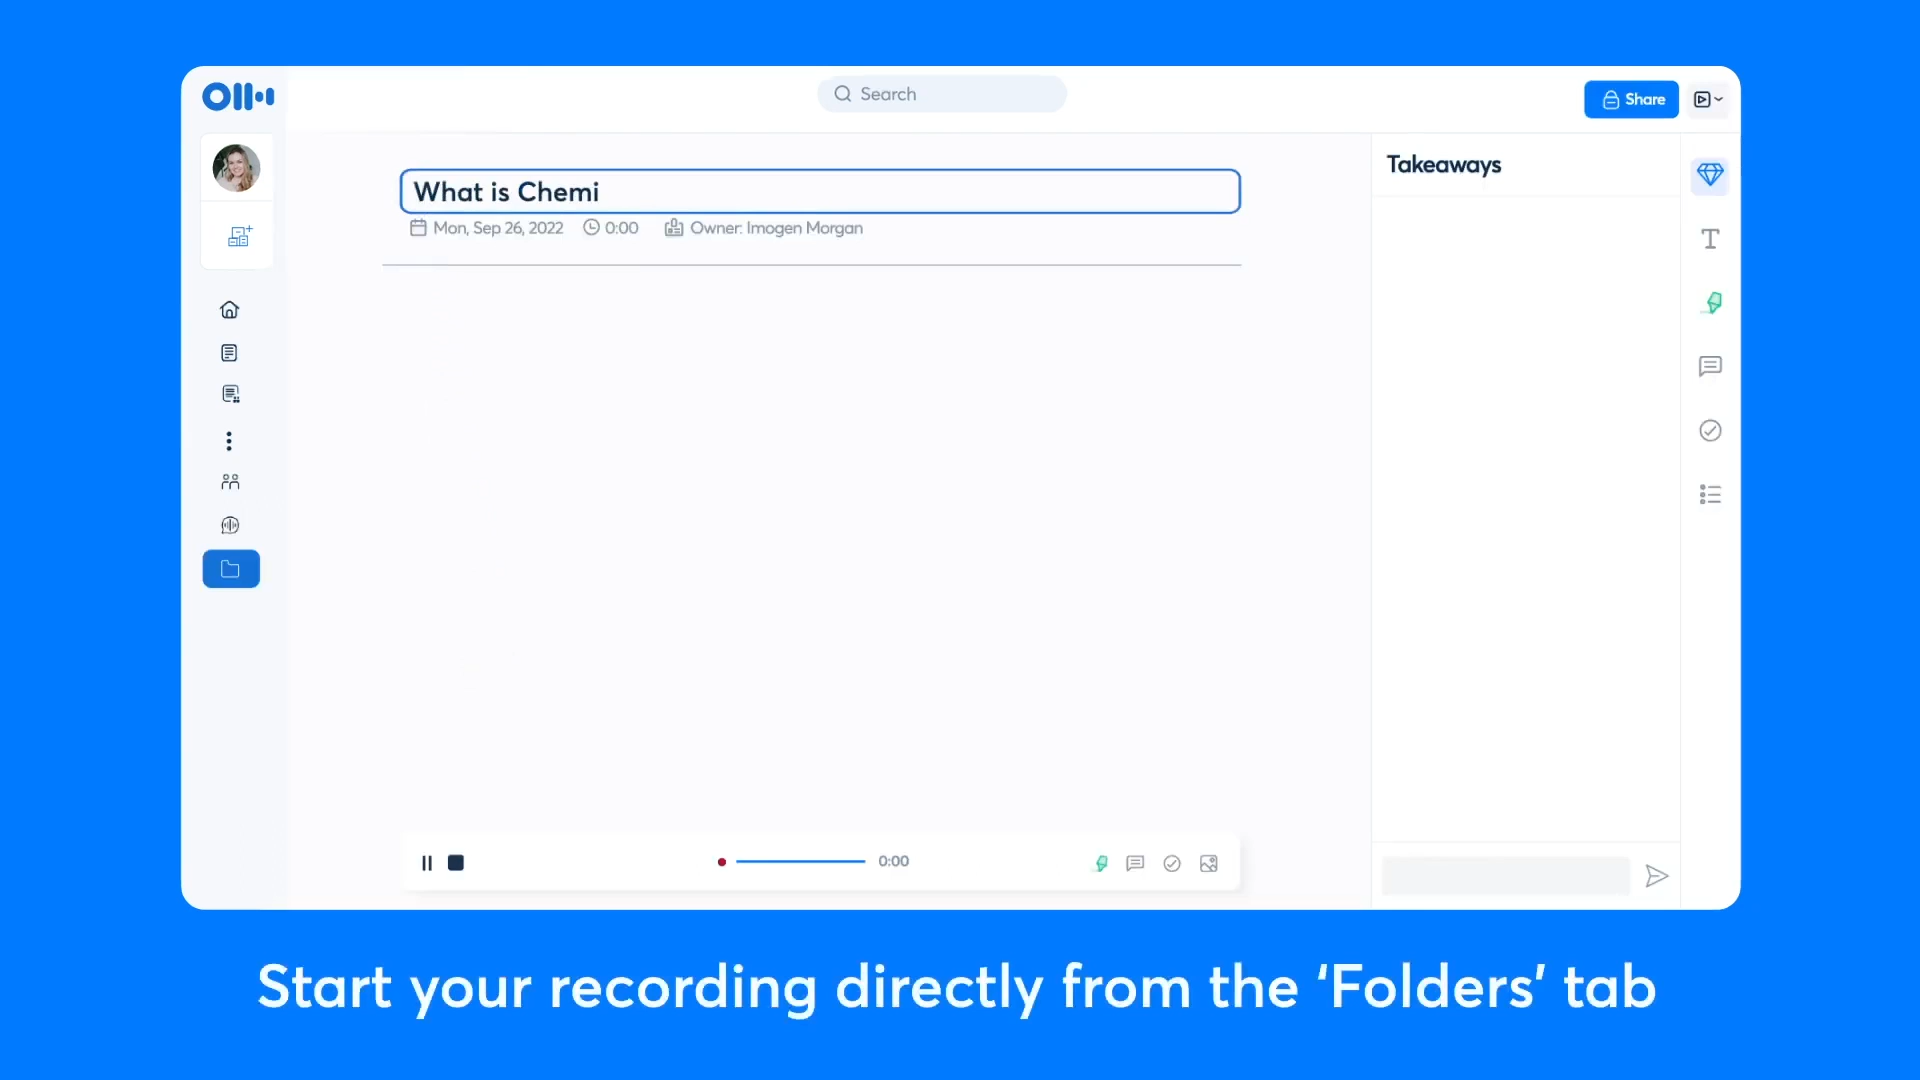 Search
Share
Takeaways
What is Chemi
Mon, Sep 26, 2022 0:00 Owner: Imogen Morgan
0:00
Start your recording directly from the ‘Folders’ tab